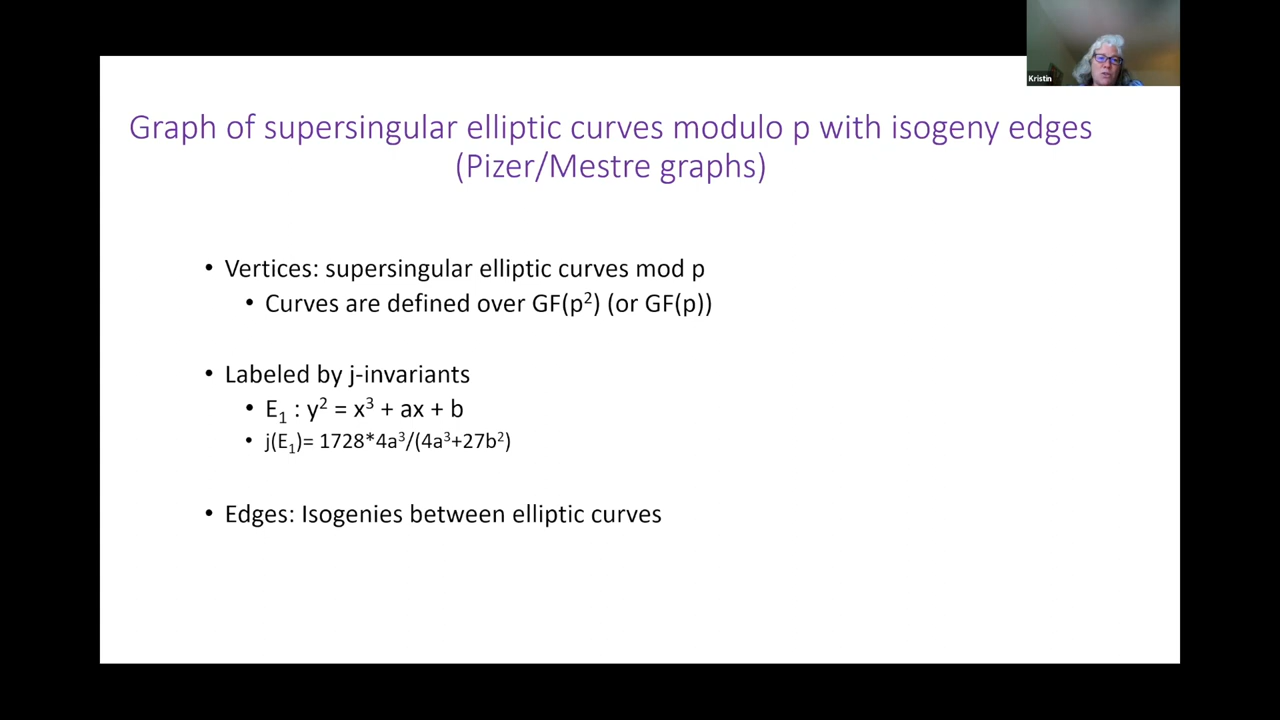 Kristin
Graph of supersingular elliptic curves modulo p with isogeny edges
(Pizer/Mestre graphs)
• Vertices: supersingular elliptic curves mod p
• Curves are defined over GF(p²) (or GF(p))
• Labeled by j-invariants
• E₁ : y² = x³ + ax + b
• j(E₁)= 1728*4a³/(4a³+27b²)
• Edges: Isogenies between elliptic curves